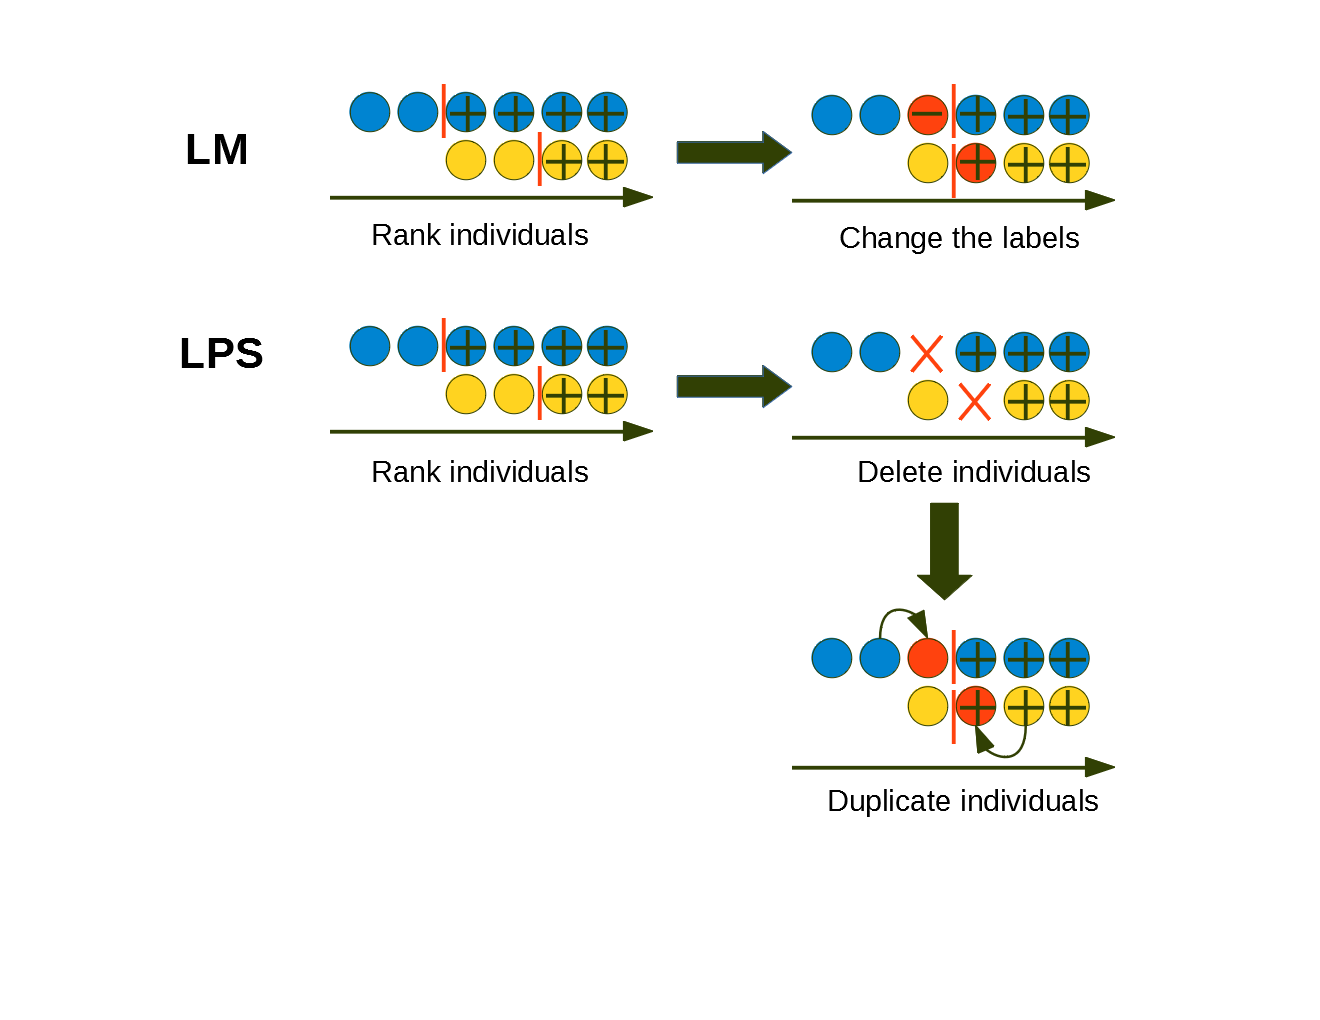 LM
Rank individuals
Change the labels
LPS
Rank individuals
Delete individuals
Duplicate individuals